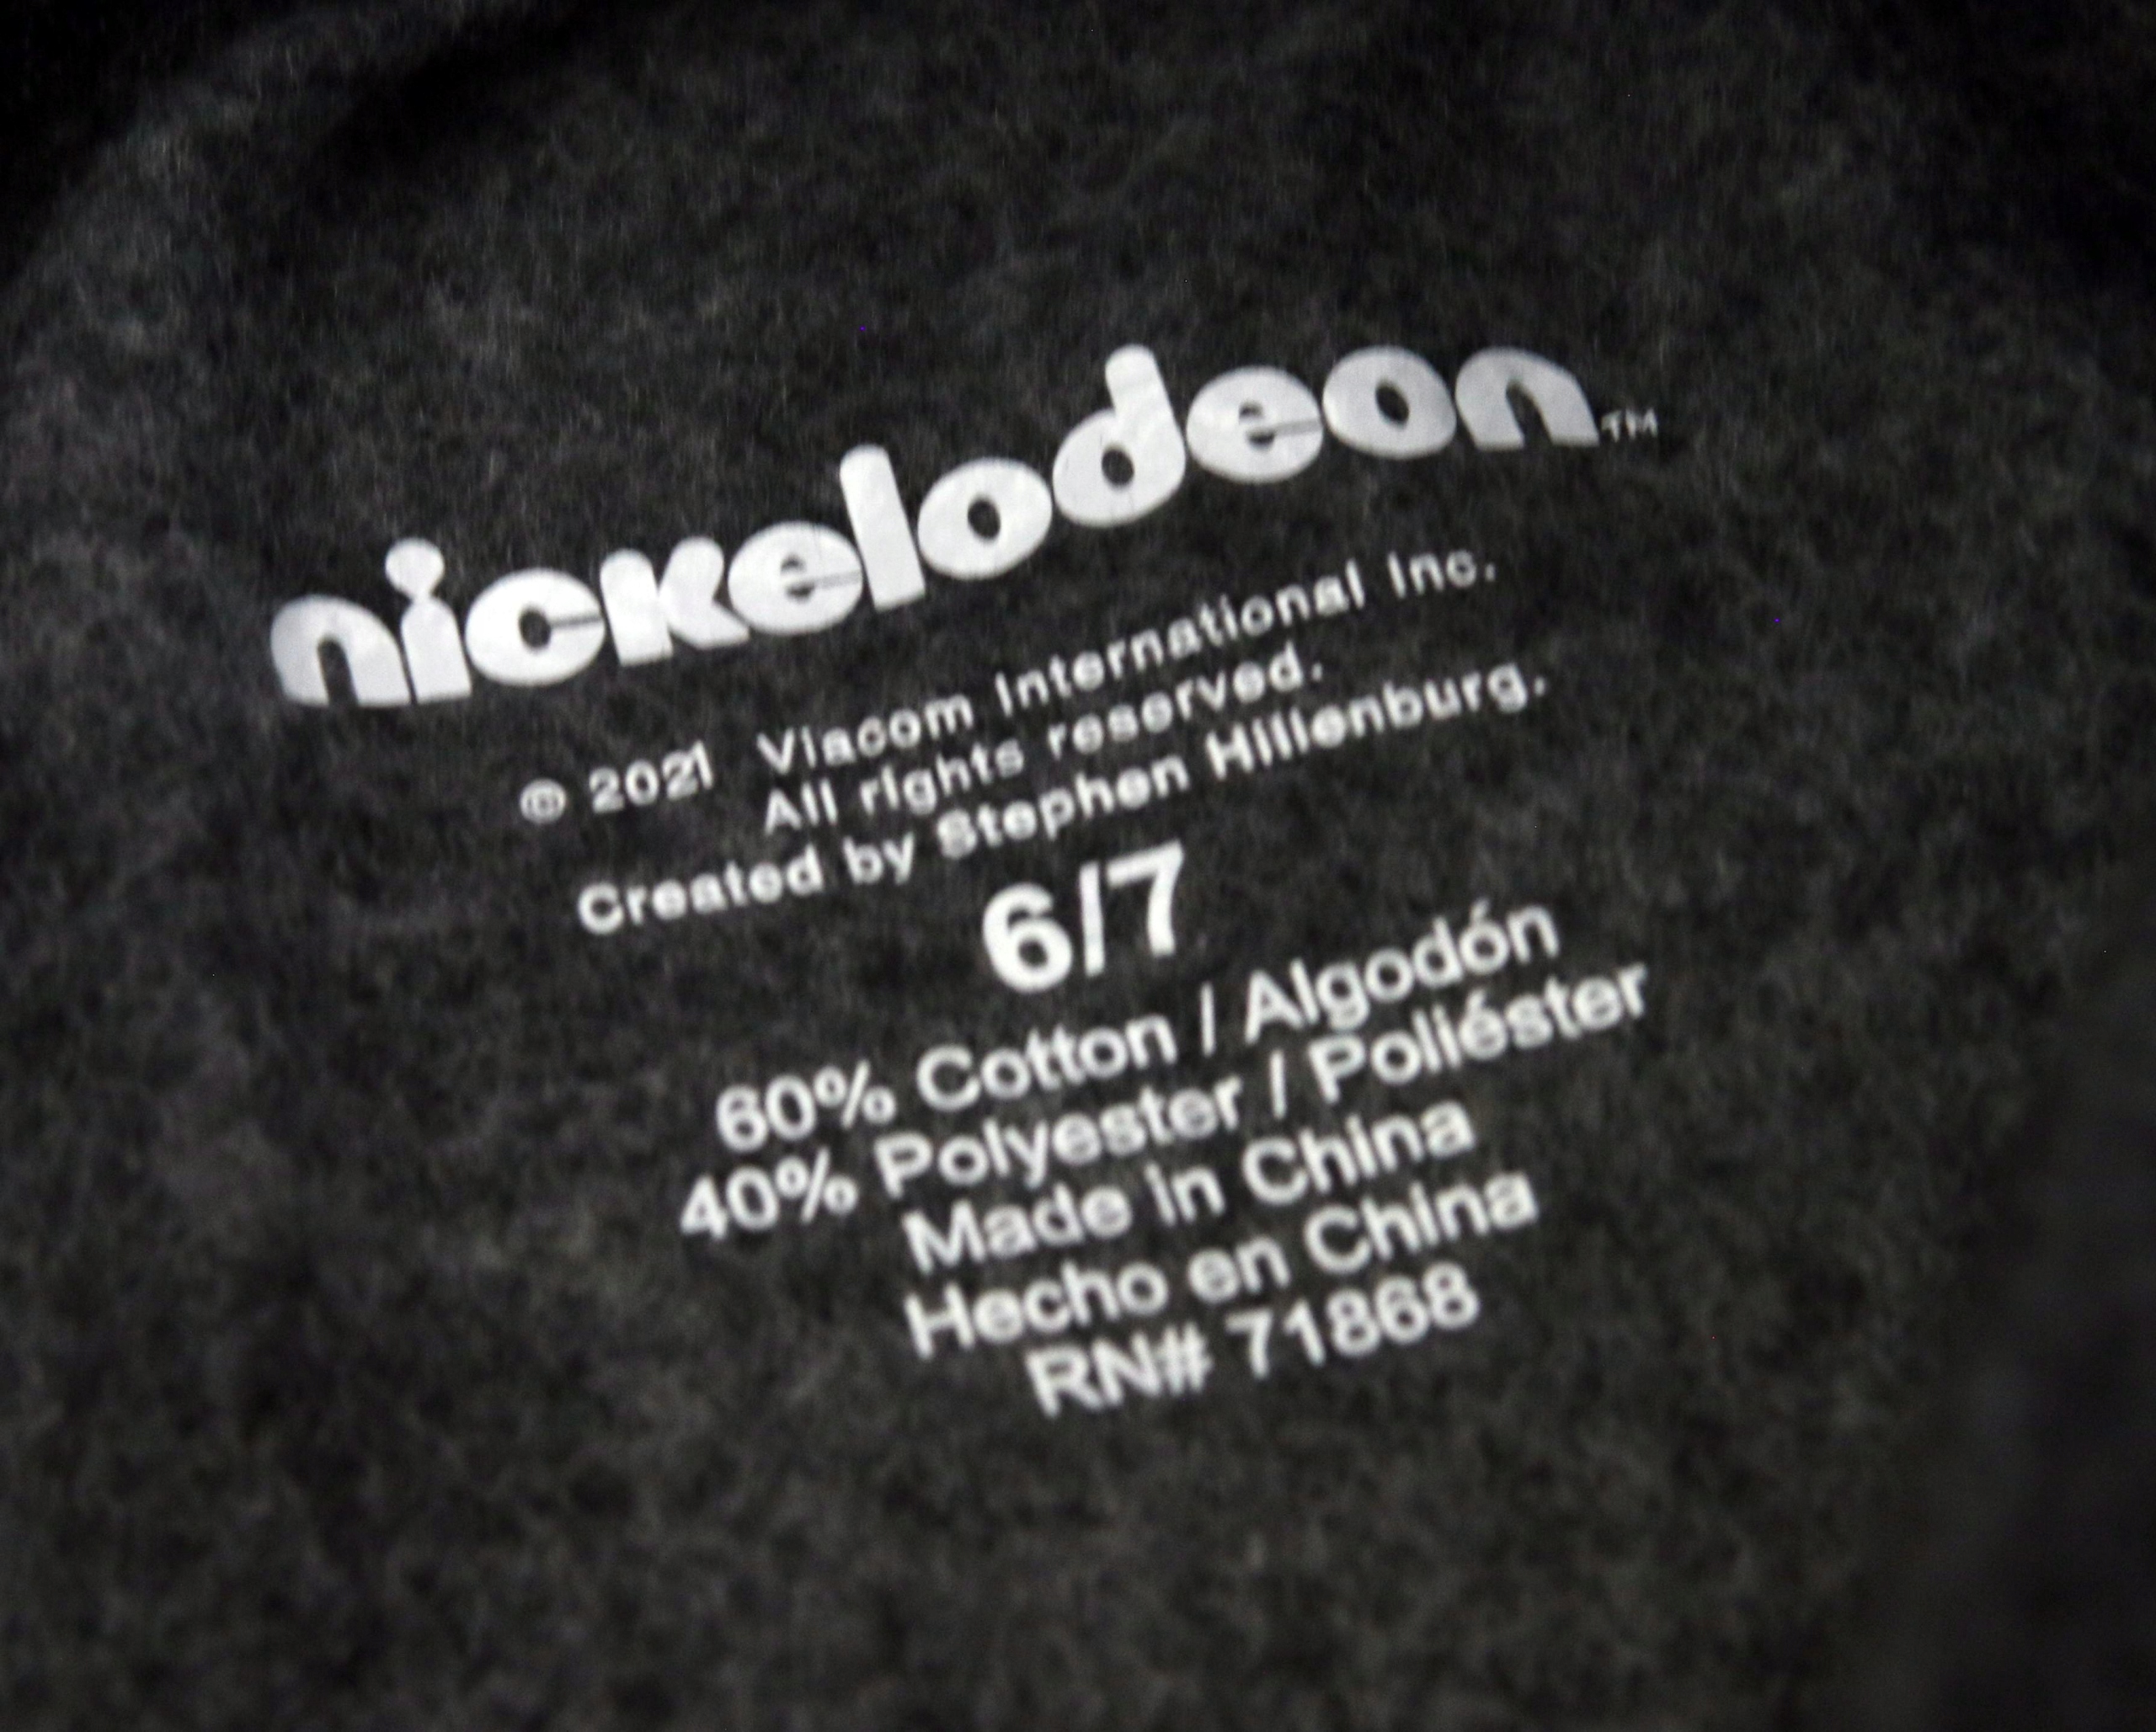 nickelodeon™
© 2021 Viacom International Inc.
All rights reserved.
Created by Stephen Hillenburg.
6/7
60% Cotton / Algodón
40% Polyester / Poliéster
Made in China
Hecho en China
RN# 71868